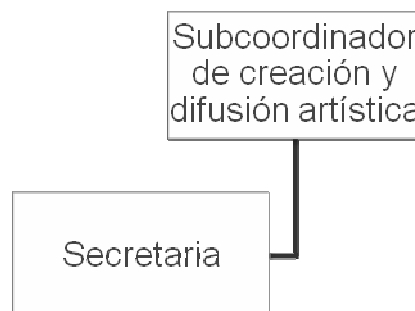 Subcoordinador
de creación y
difusión artística
Secretaria